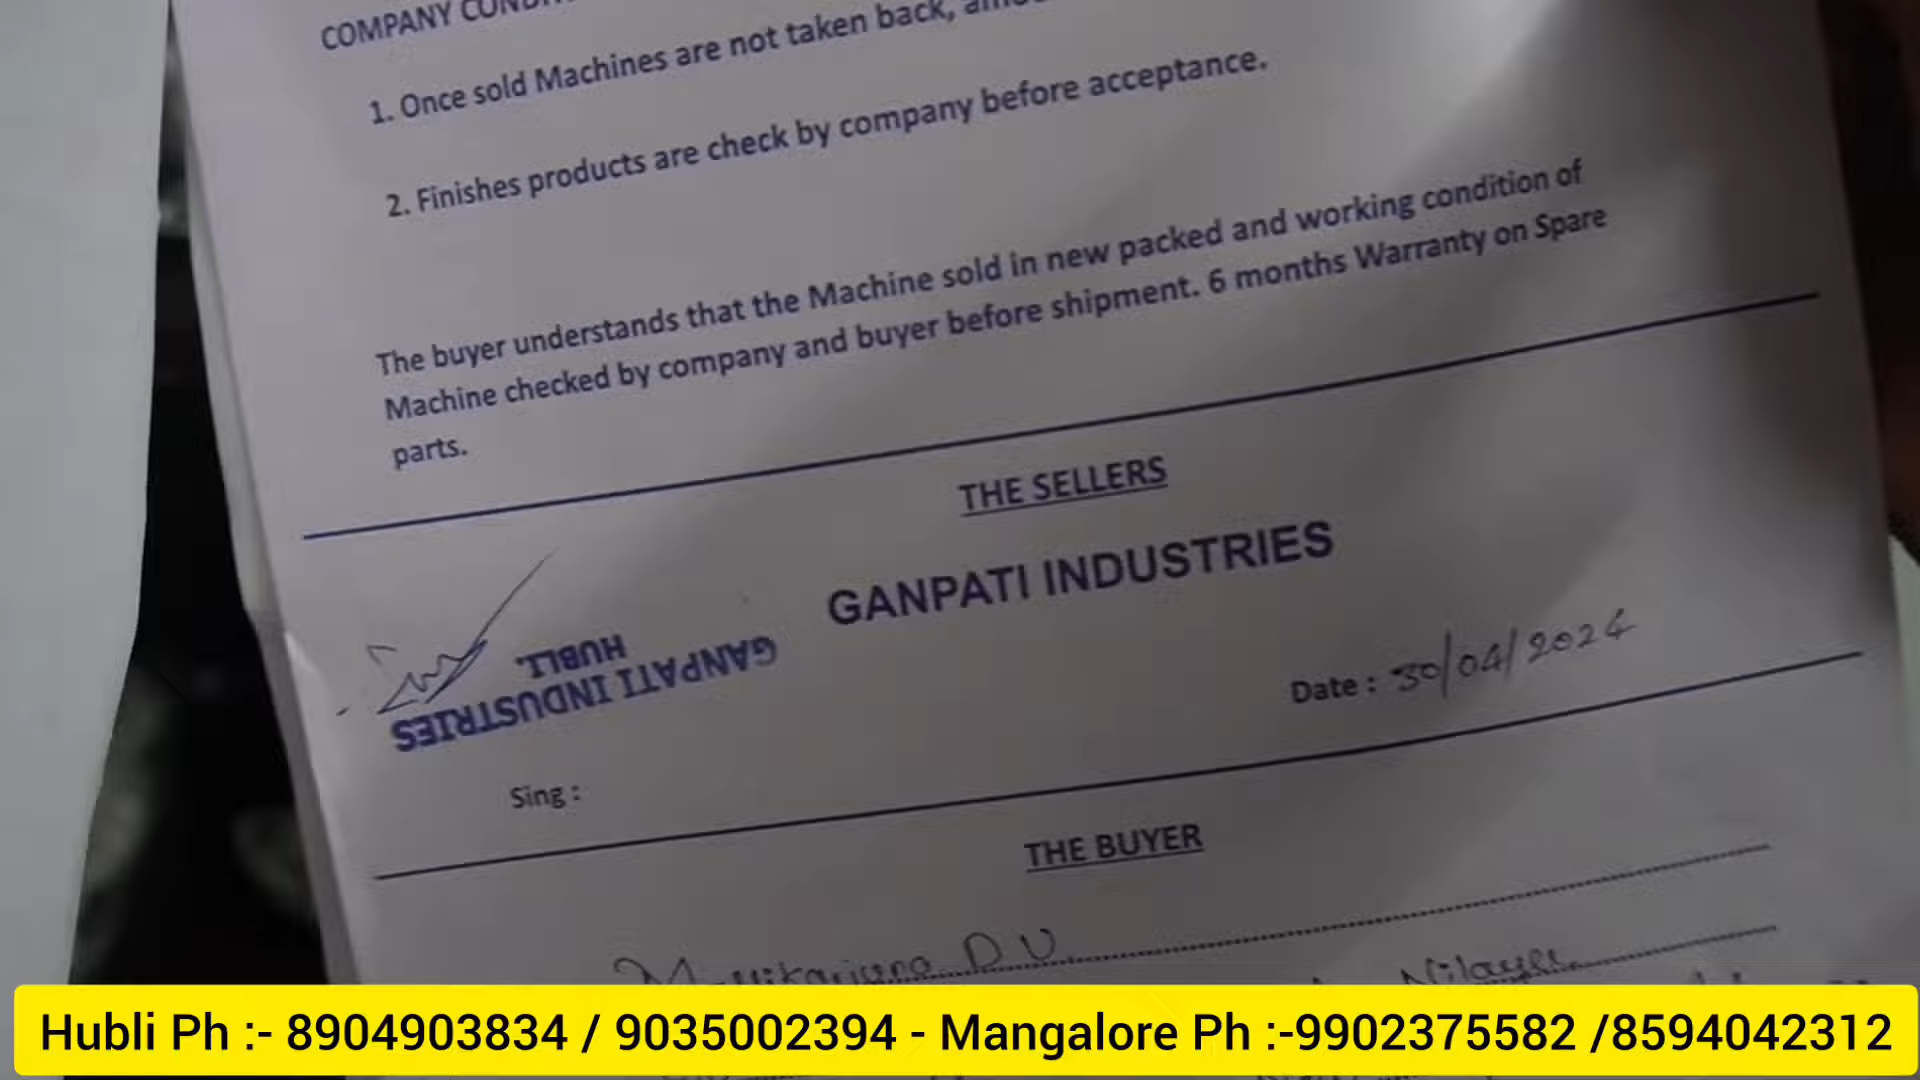 COMPANY
1. Once sold Machines are not taken back,
2. Finishes products are check by company before acceptance.
The buyer understands that the Machine sold in new packed and working condition of
Machine checked by company and buyer before shipment. 6 months Warranty on Spare
parts.
THE SELLERS
GANPATI INDUSTRIES
GANPATI INDUSTRIES
HUBLI.
Date : 30/04/2024
Sing :
THE BUYER
Mallikarjuna D U
Nilaya
Hubli Ph :- 8904903834 / 9035002394 - Mangalore Ph :-9902375582 /8594042312